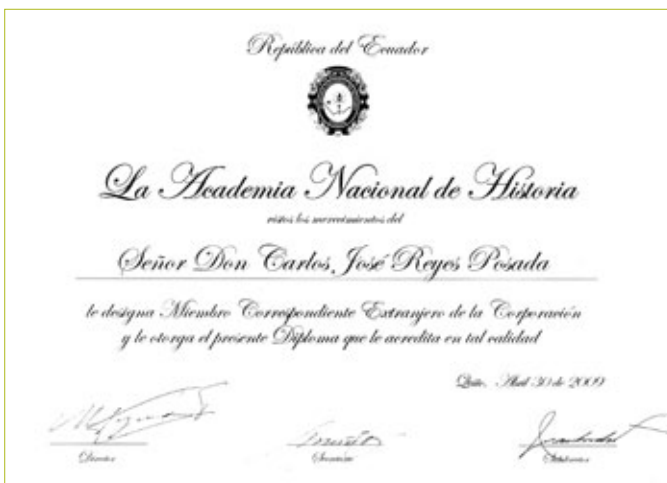 República del Ecuador
La Academia Nacional de Historia
vistos los merecimientos del
Señor Don Carlos José Reyes Posada
le designa Miembro Correspondiente Extranjero de la Corporación
y le otorga el presente Diploma que le acredita en tal calidad
Quito, Abril 30 de 2009
Director